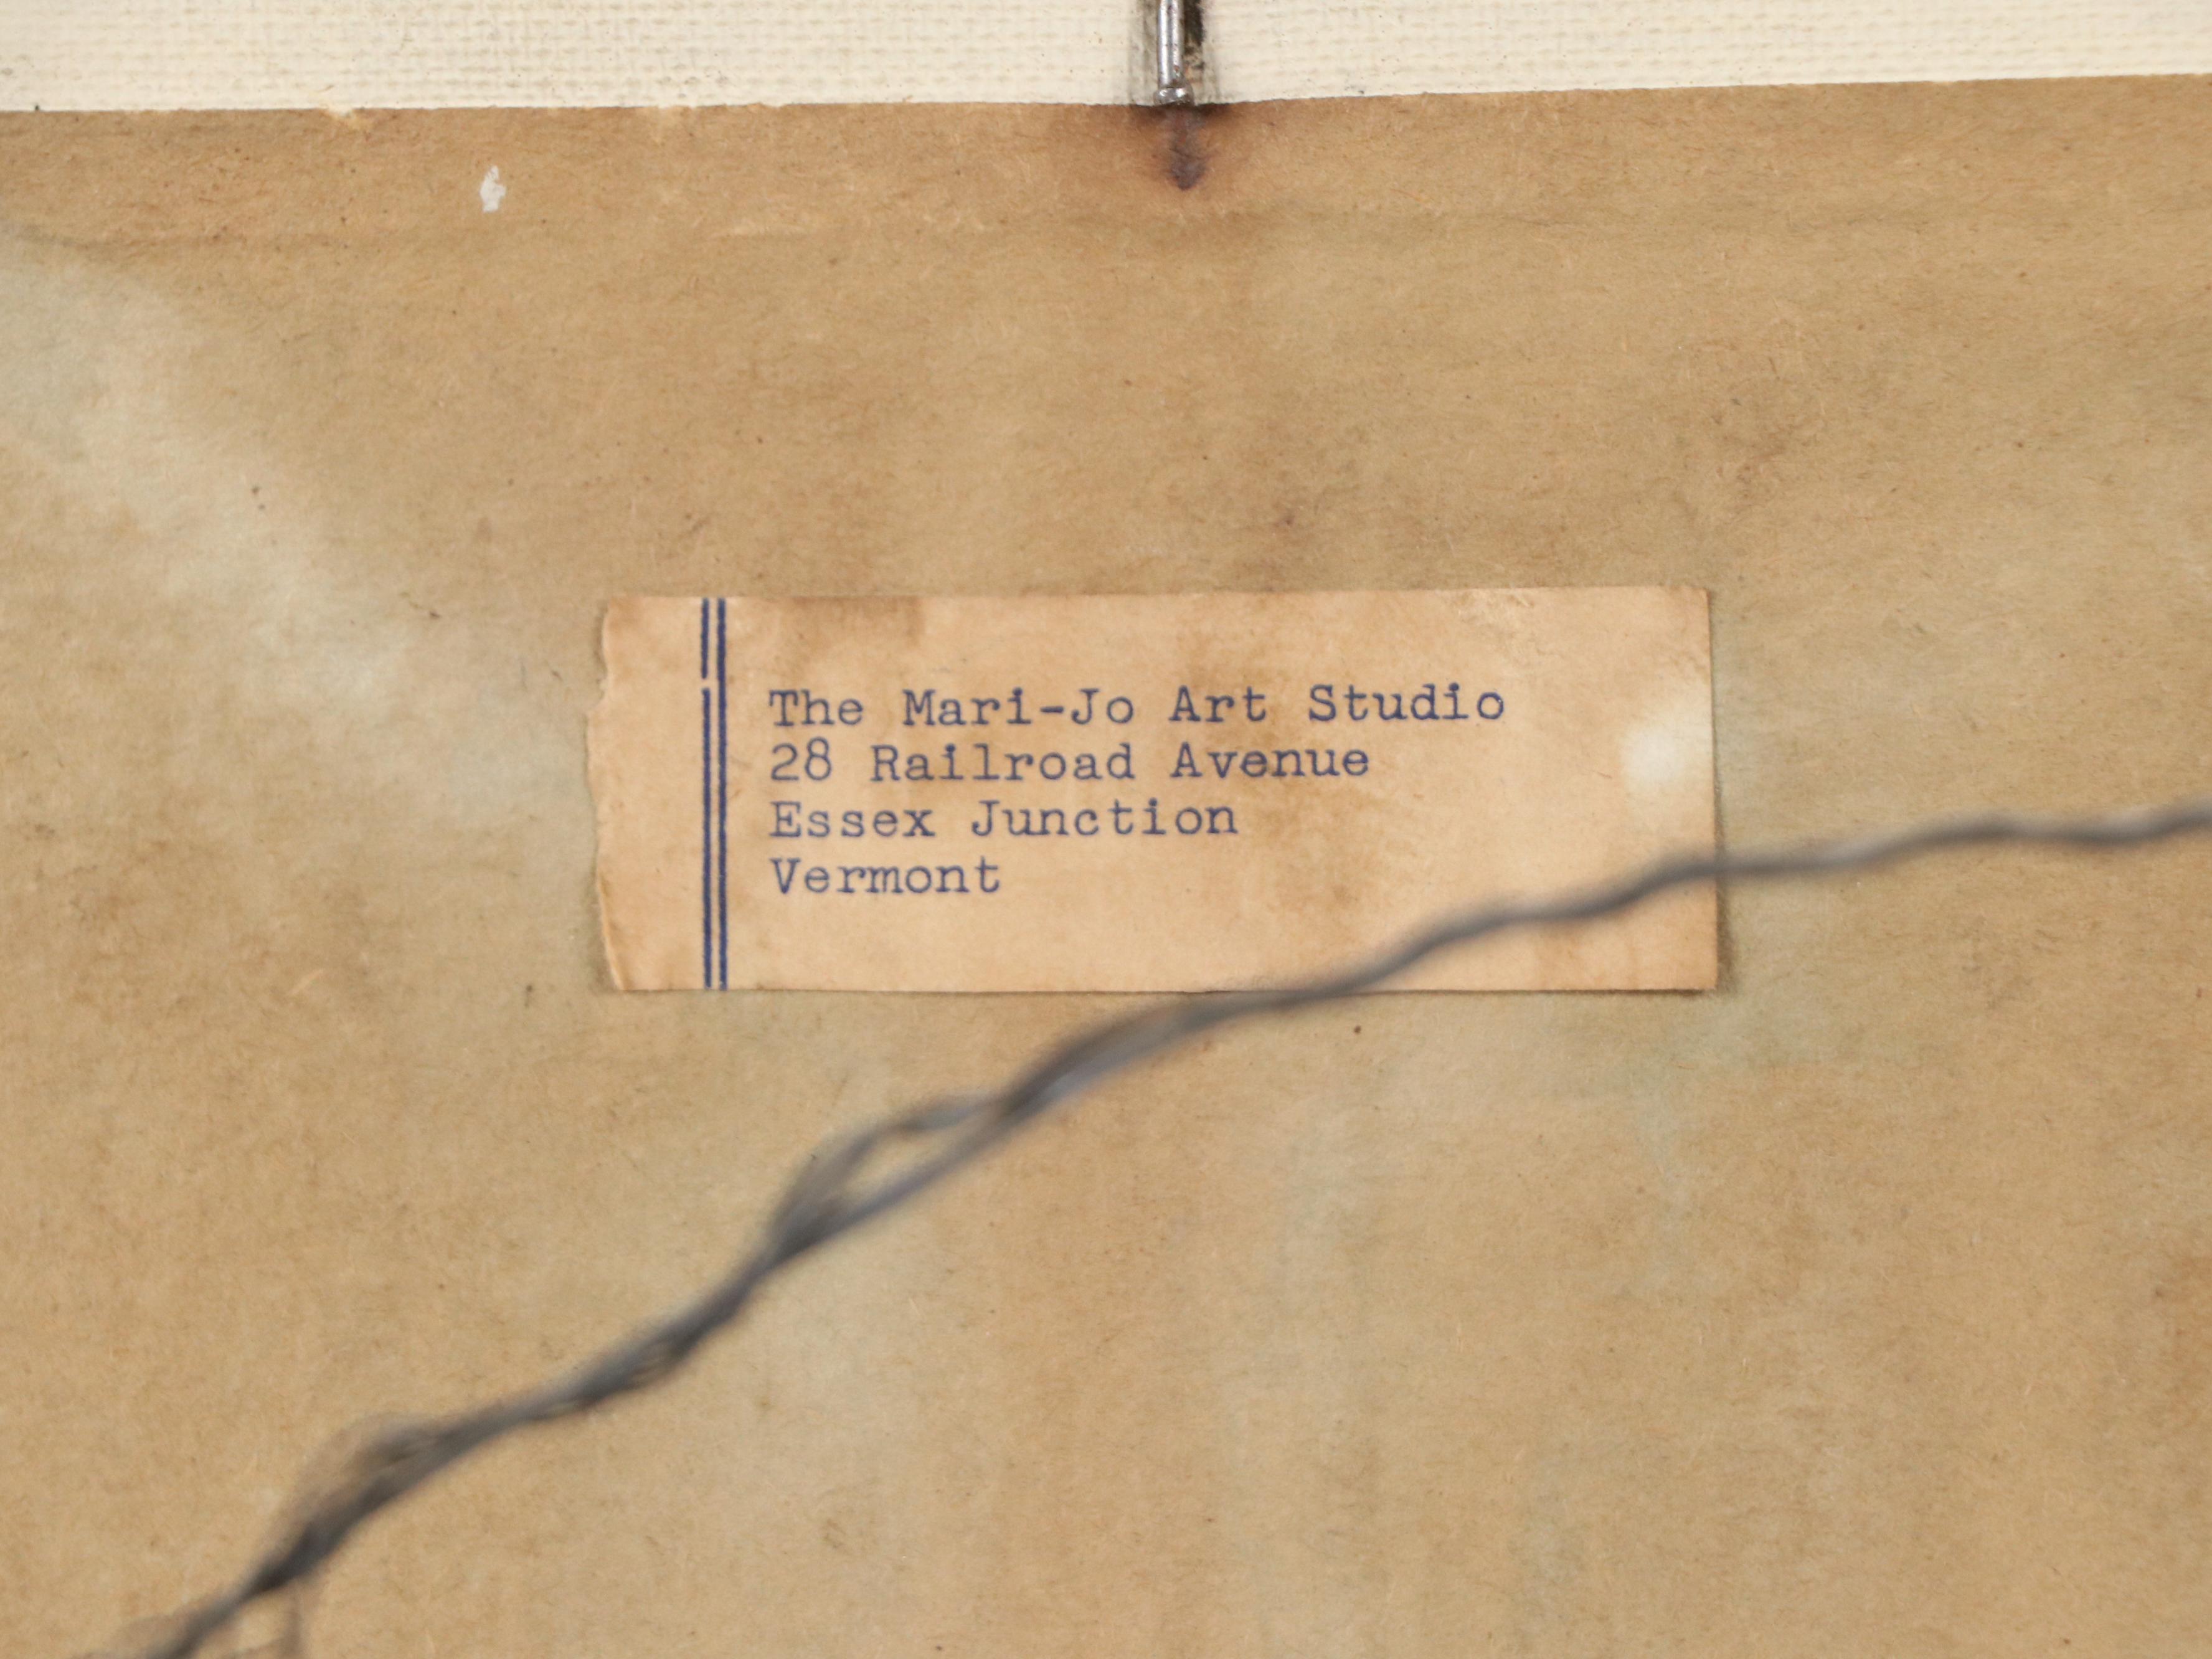 The Mari-Jo Art Studio
28 Railroad Avenue
Essex Junction
Vermont